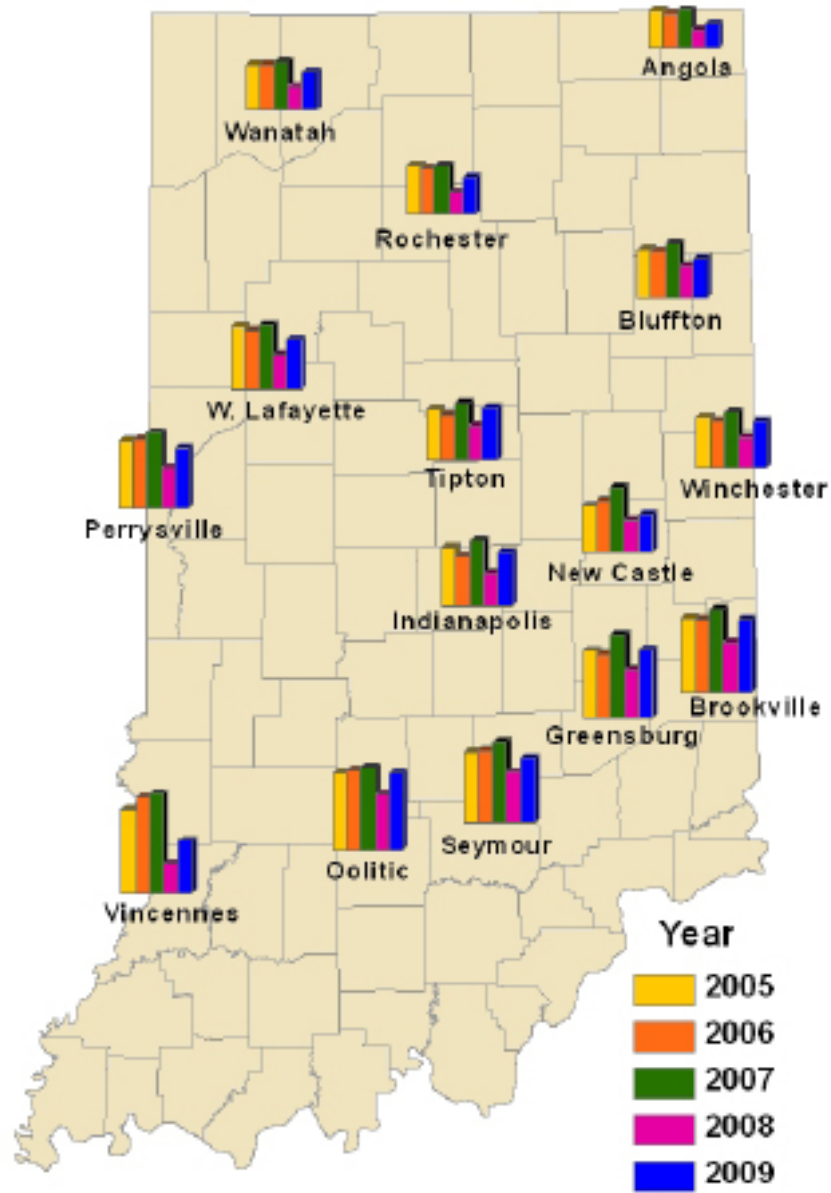 Angola
Wanatah
Rochester
Bluffton
W. Lafayette
Tipton
Winchester
Perrysville
New Castle
Indianapolis
Brookville
Greensburg
Seymour
Oolitic
Vincennes
Year
2005
2006
2007
2008
2009